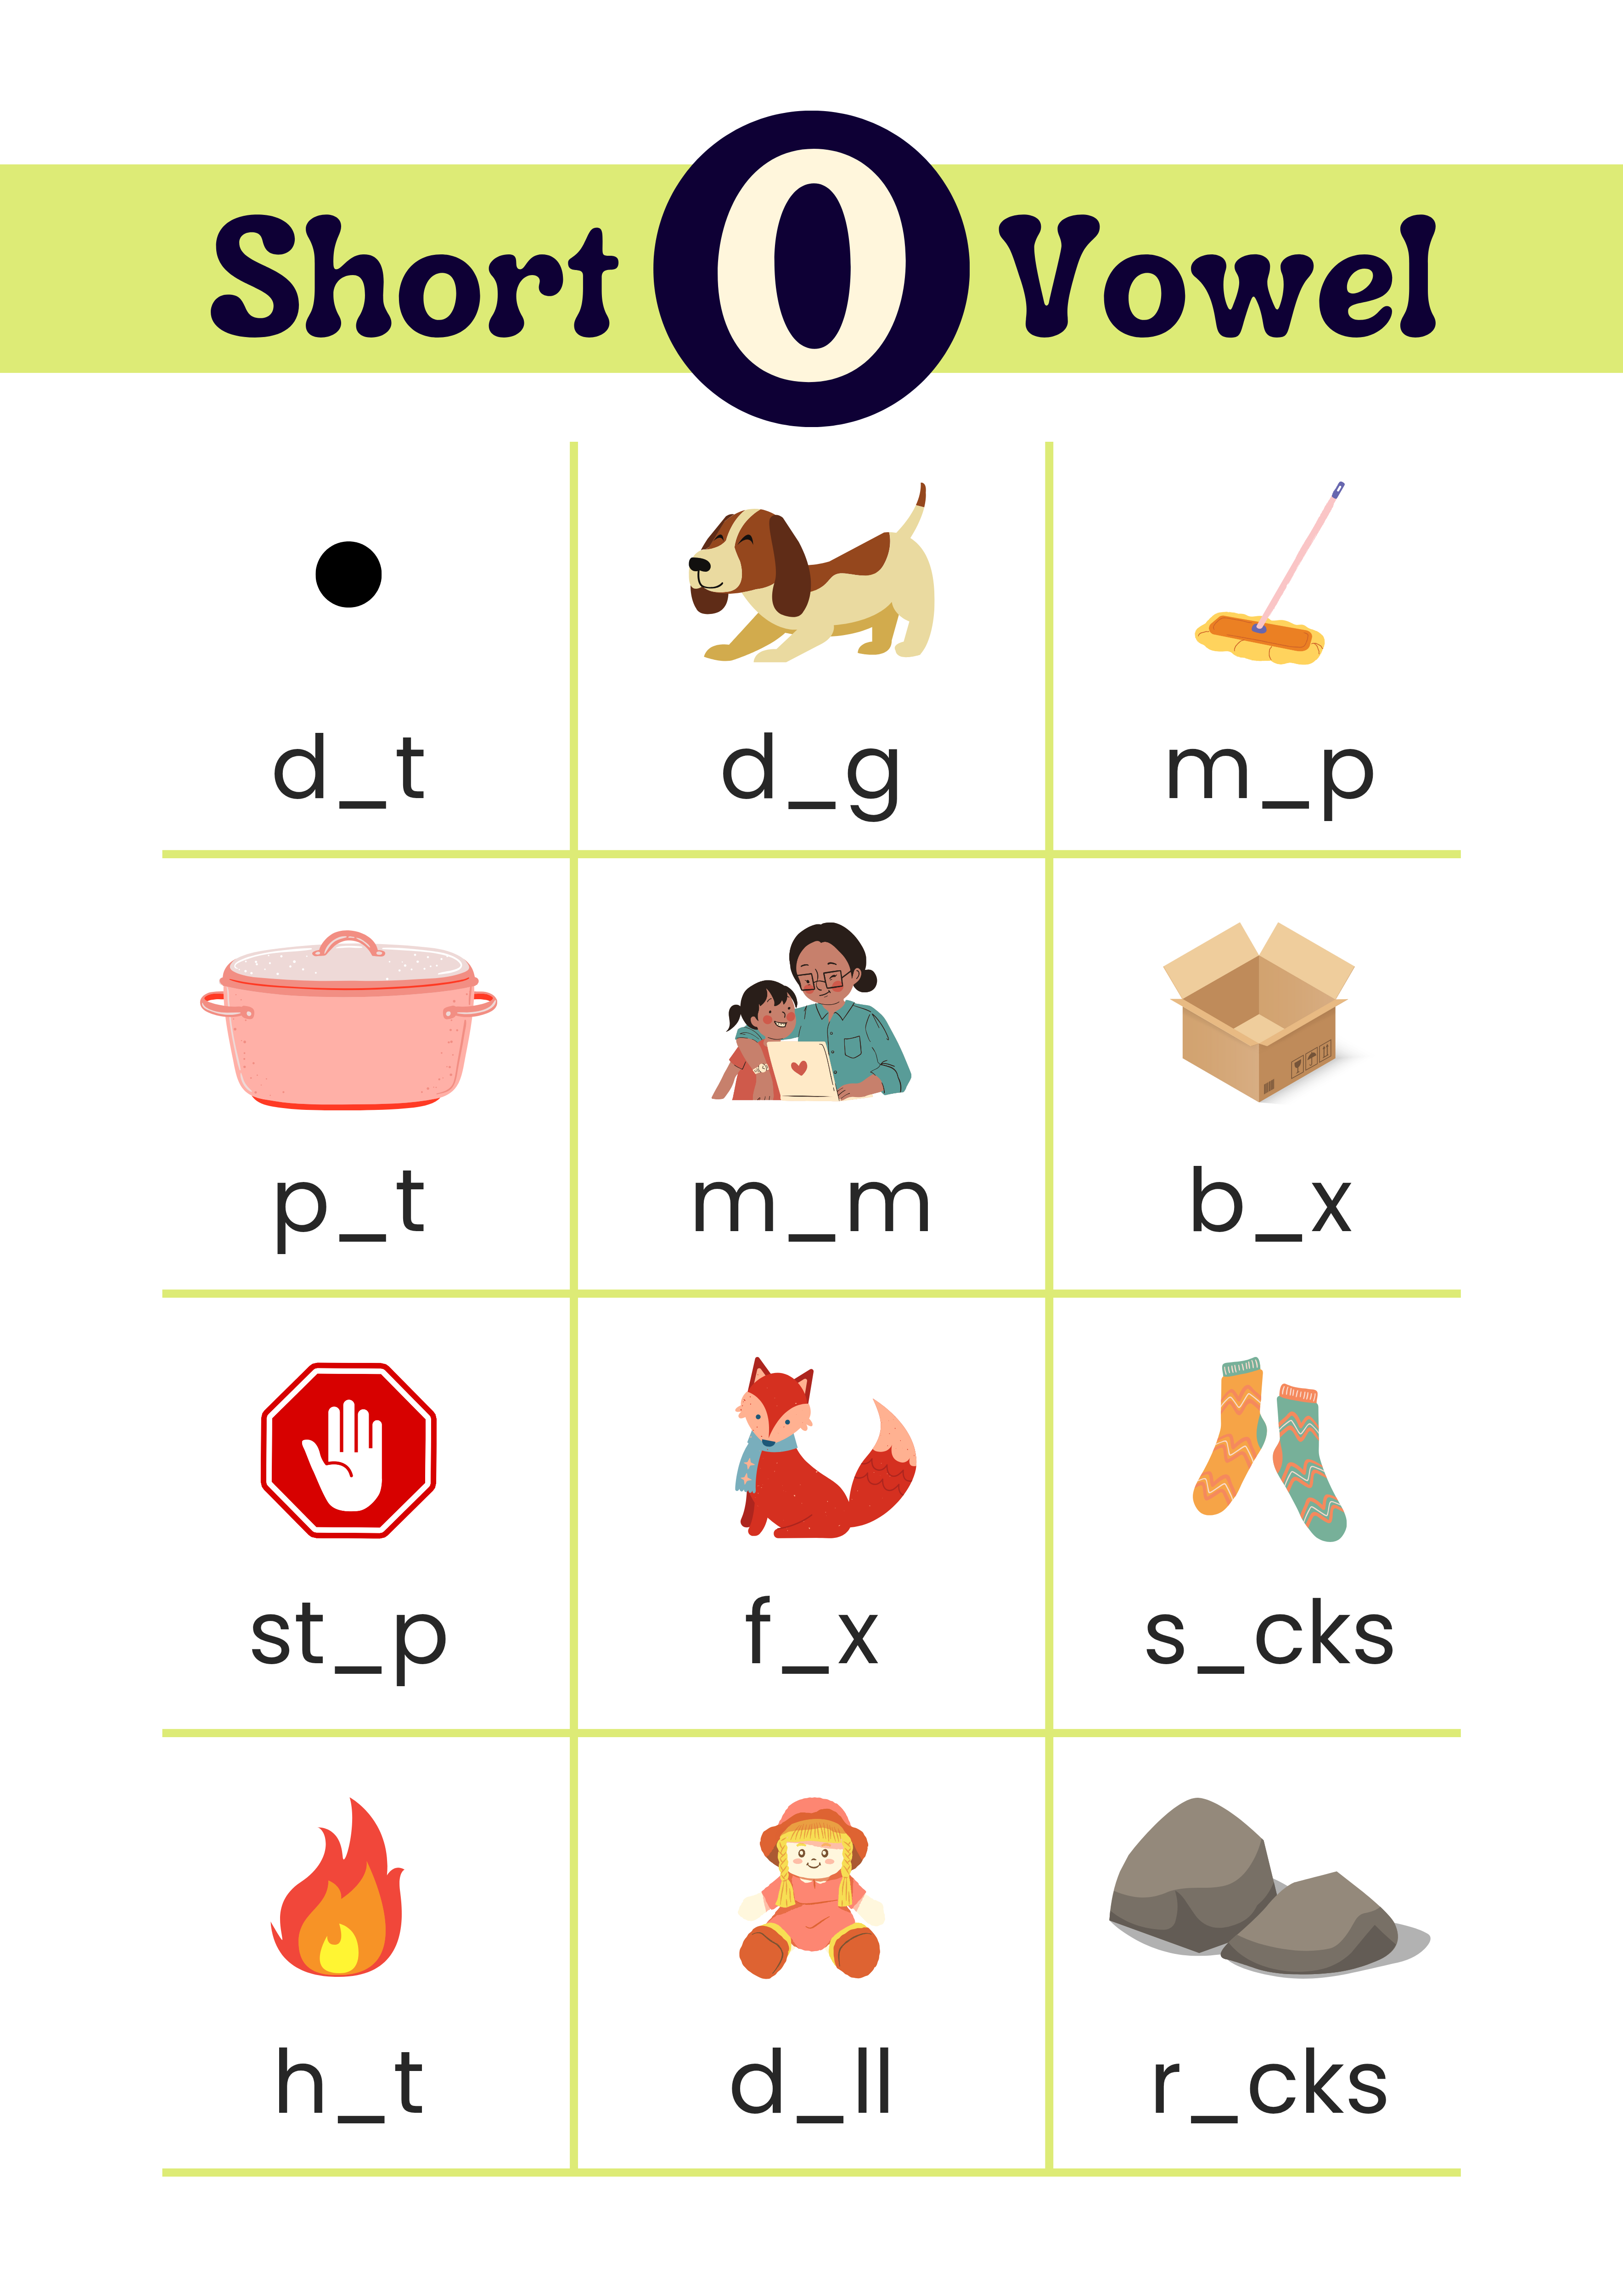 Short O Vowel
d_t d_g m_p
p_t m_m b_x
st_p f_x s_cks
h_t d_ll r_cks